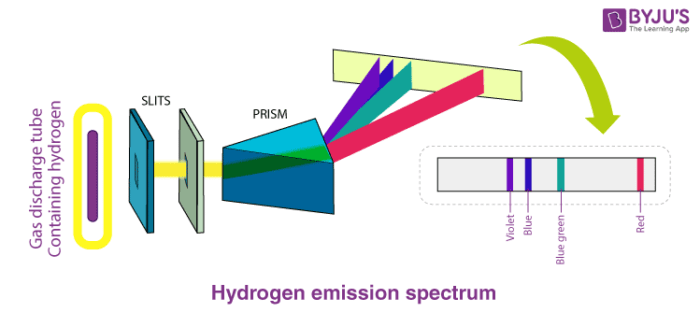 BYJU'S
The Learning App
SLITS
PRISM
Gas discharge tube
Containing hydrogen
Violet
Blue
Blue green
Red
Hydrogen emission spectrum